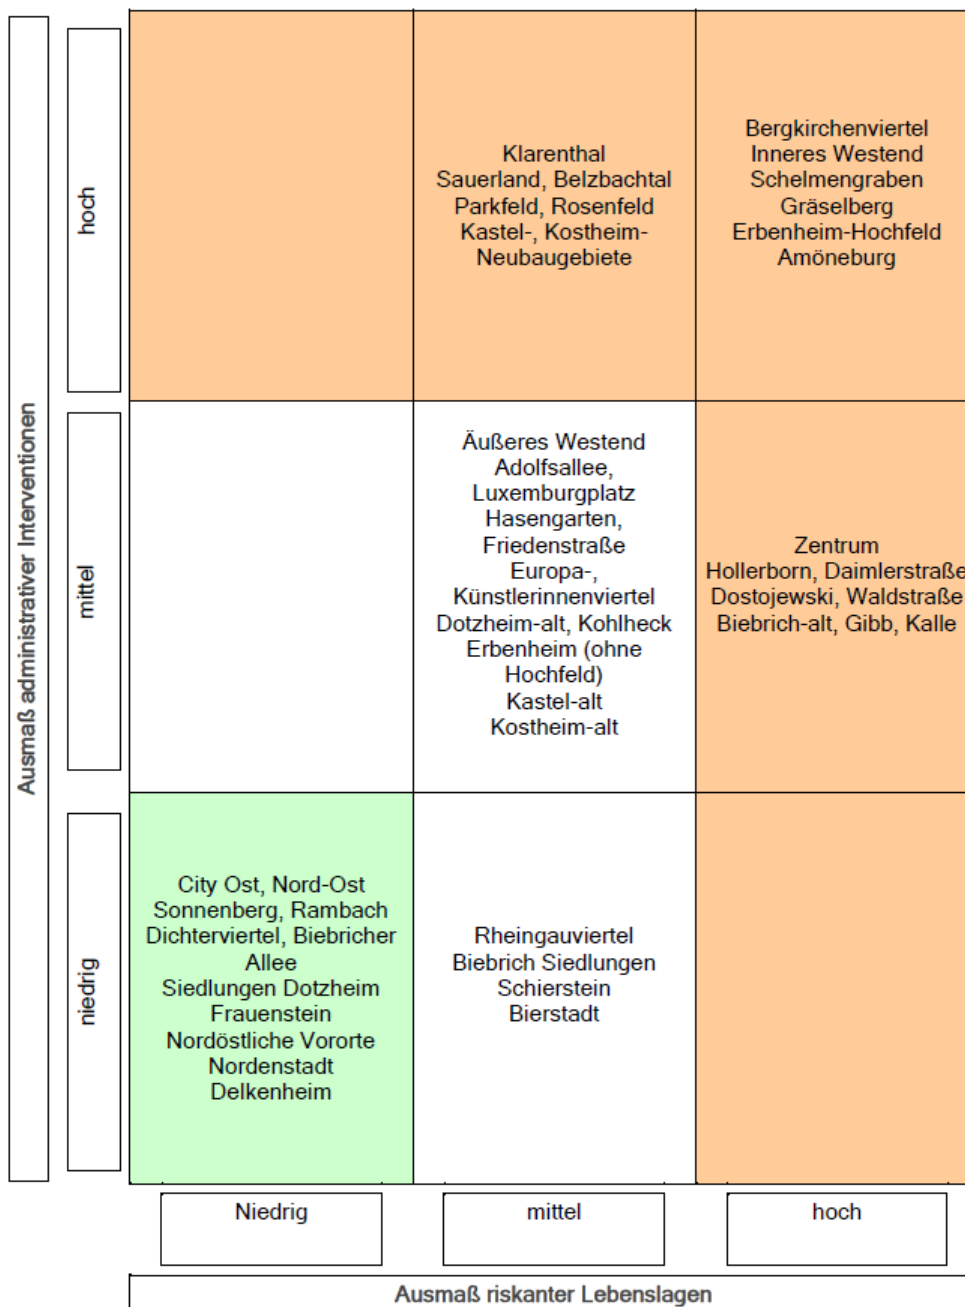 Ausmaß administrativer Interventionen
hoch
Klarenthal
Sauerland, Belzbachtal
Parkfeld, Rosenfeld
Kastel-, Kostheim-
Neubaugebiete
Bergkirchenviertel
Inneres Westend
Schelmengraben
Gräselberg
Erbenheim-Hochfeld
Amöneburg
mittel
Äußeres Westend
Adolfsallee,
Luxemburgplatz
Hasengarten,
Friedenstraße
Europa-,
Künstlerinnenviertel
Dotzheim-alt, Kohlheck
Erbenheim (ohne
Hochfeld)
Kastel-alt
Kostheim-alt
Zentrum
Hollerborn, Daimlerstraße
Dostojewski, Waldstraße
Biebrich-alt, Gibb, Kalle
niedrig
City Ost, Nord-Ost
Sonnenberg, Rambach
Dichterviertel, Biebricher
Allee
Siedlungen Dotzheim
Frauenstein
Nordöstliche Vororte
Nordenstadt
Delkenheim
Rheingauviertel
Biebrich Siedlungen
Schierstein
Bierstadt
Niedrig
mittel
hoch
Ausmaß riskanter Lebenslagen